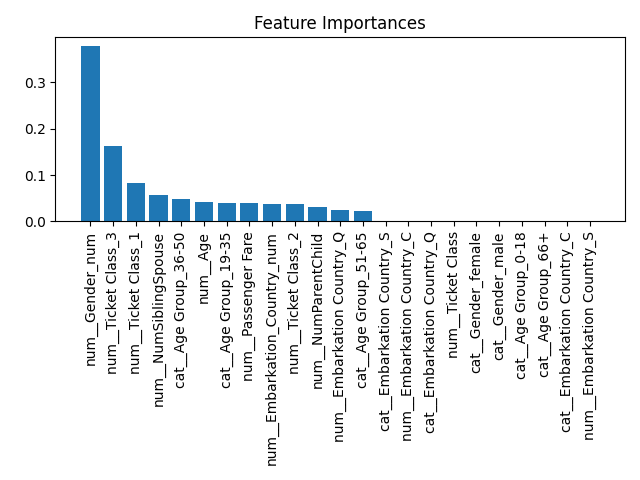 Feature Importances
0.3
0.2
0.1
0.0
num__Gender_num
num__Ticket Class_3
num__Ticket Class_1
num__NumSiblingSpouse
cat__Age Group_36-50
num__Age
cat__Age Group_19-35
num__Passenger Fare
num__Embarkation_Country_num
num__Ticket Class_2
num__NumParentChild
num__Embarkation Country_Q
cat__Age Group_51-65
cat__Embarkation Country_S
num__Embarkation Country_C
cat__Embarkation Country_Q
num__Ticket Class
cat__Gender_female
cat__Gender_male
cat__Age Group_0-18
cat__Age Group_66+
cat__Embarkation Country_C
num__Embarkation Country_S